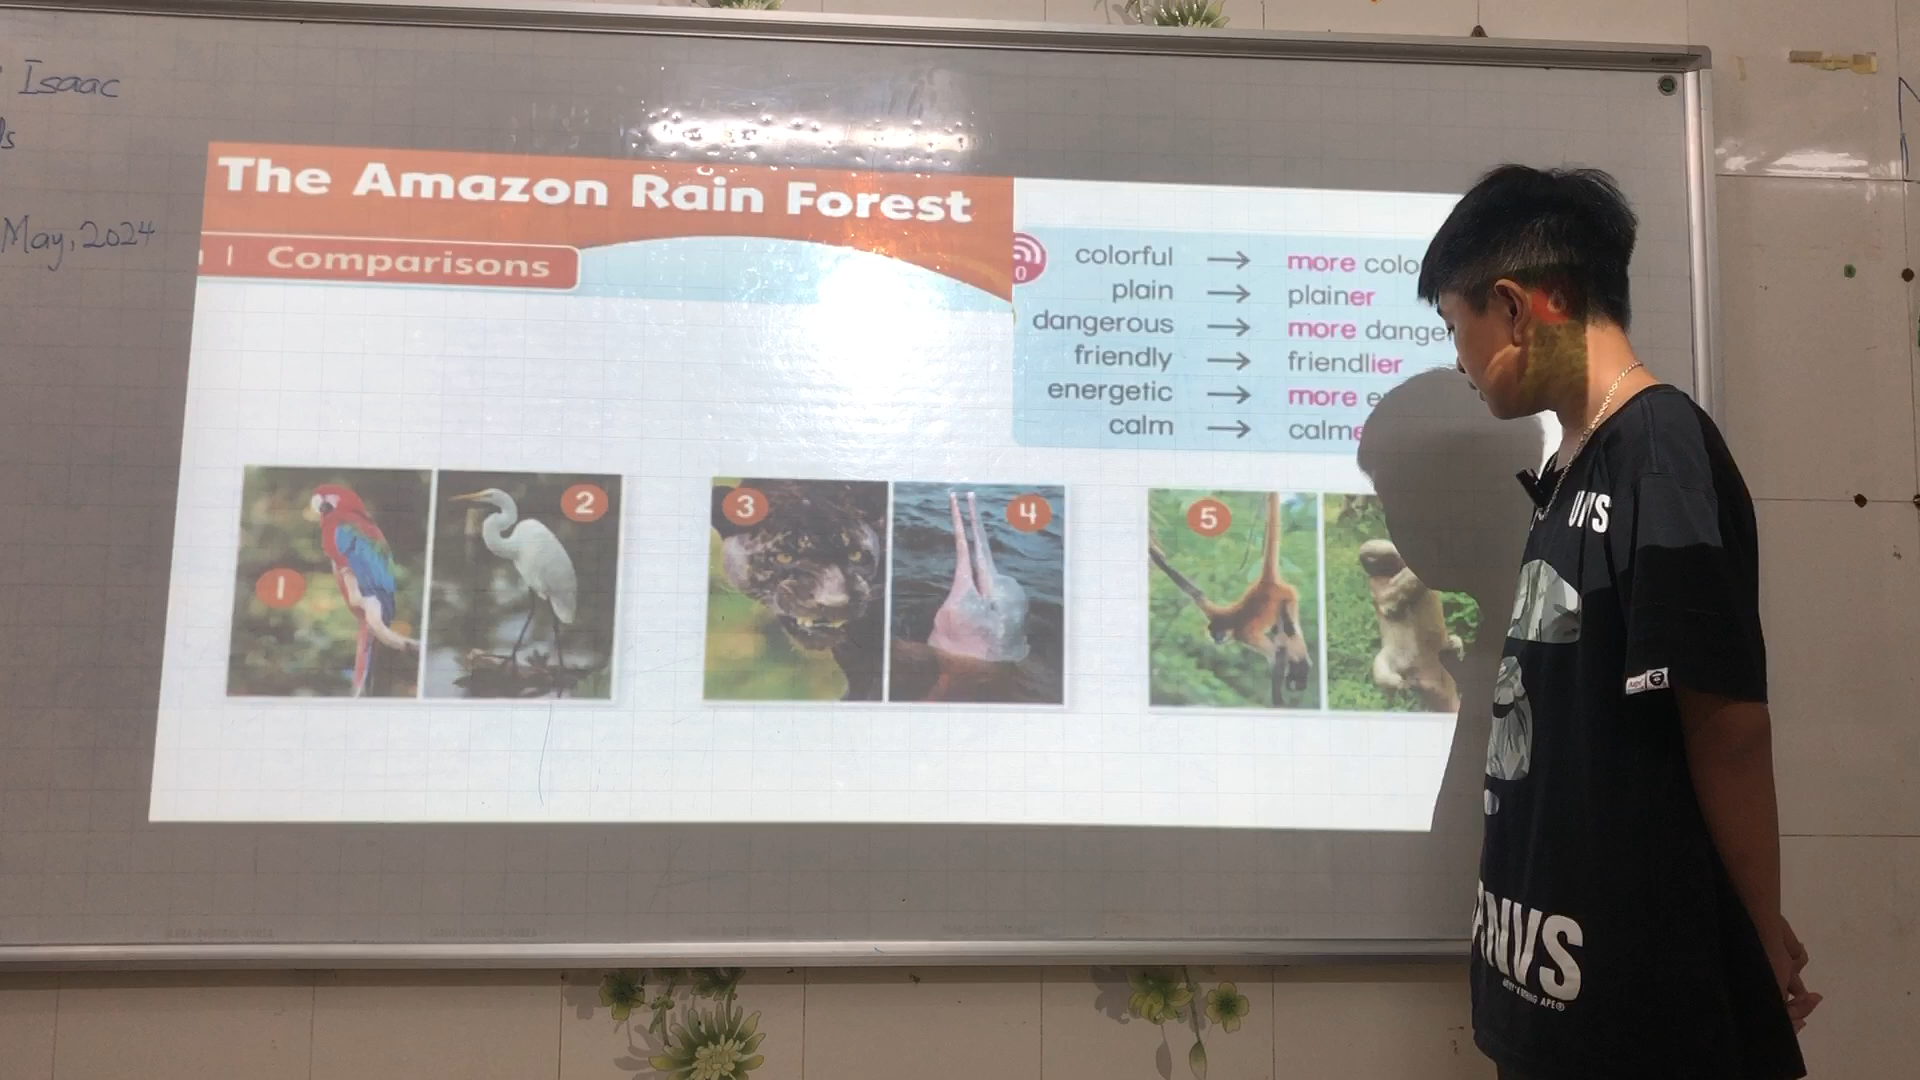 Isaac
May, 2024
The Amazon Rain Forest
Comparisons
colorful → more colo
plain → plainer
dangerous → more dange
friendly → friendlier
energetic → more e
calm → calme
1
2
3
4
5
0